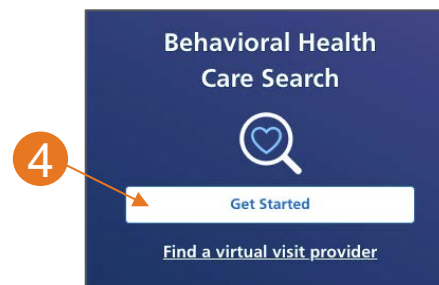 Behavioral Health
Care Search
4
Get Started
Find a virtual visit provider